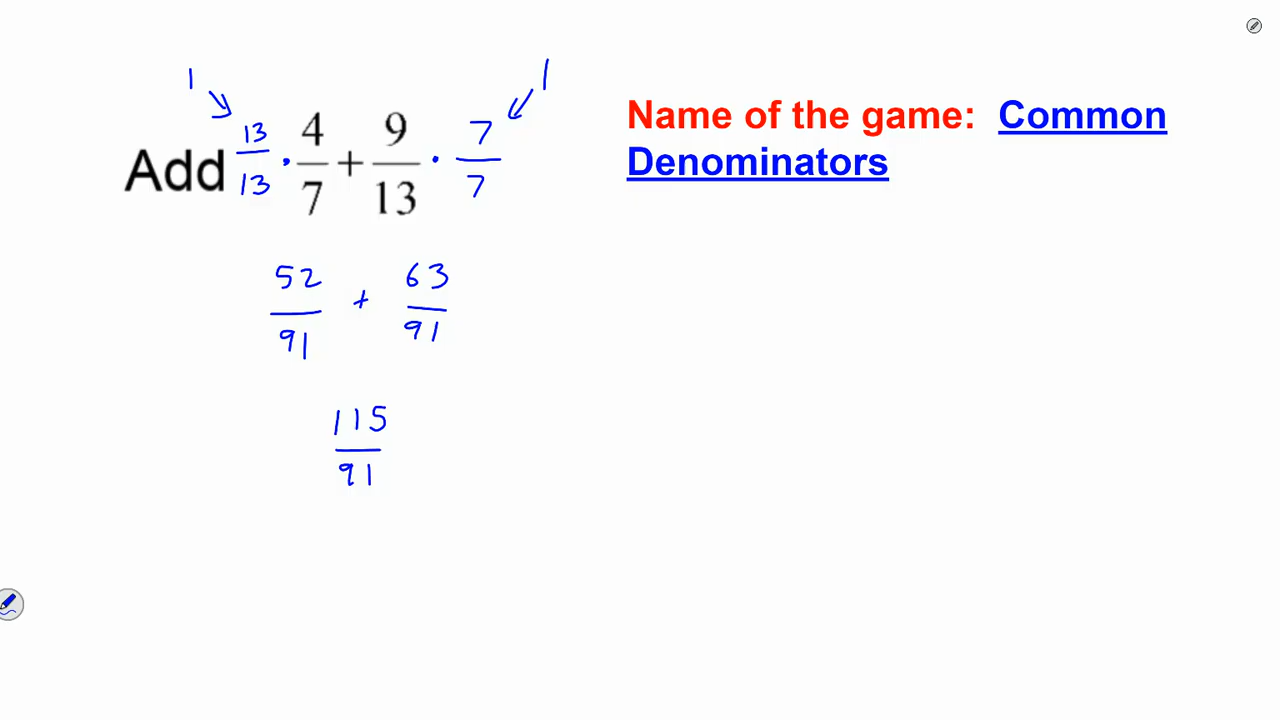 1 1
Add 13/13 · 4/7 + 9/13 · 7/7
52/91 + 63/91
115/91
Name of the game: Common
Denominators